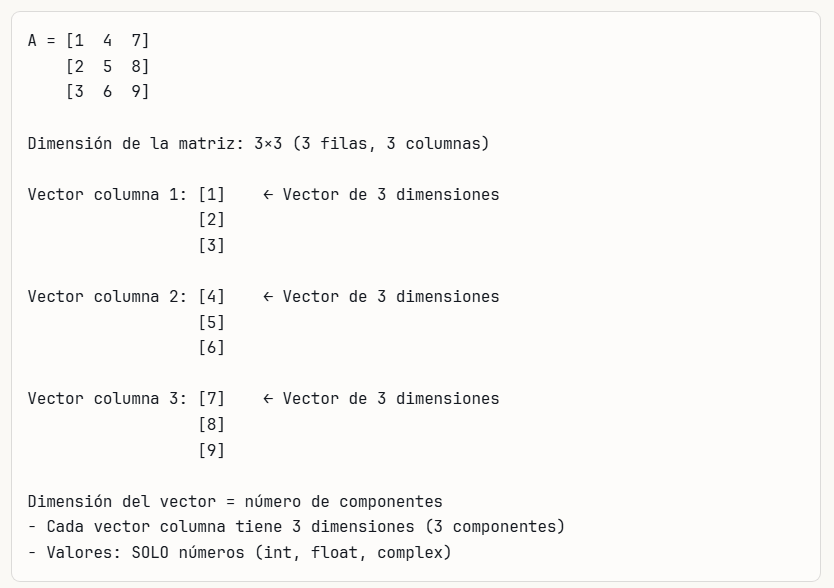 A = [1  4  7]
    [2  5  8]
    [3  6  9]

Dimensión de la matriz: 3×3 (3 filas, 3 columnas)

Vector columna 1: [1]    ← Vector de 3 dimensiones
                  [2]
                  [3]

Vector columna 2: [4]    ← Vector de 3 dimensiones
                  [5]
                  [6]

Vector columna 3: [7]    ← Vector de 3 dimensiones
                  [8]
                  [9]

Dimensión del vector = número de componentes
- Cada vector columna tiene 3 dimensiones (3 componentes)
- Valores: SOLO números (int, float, complex)